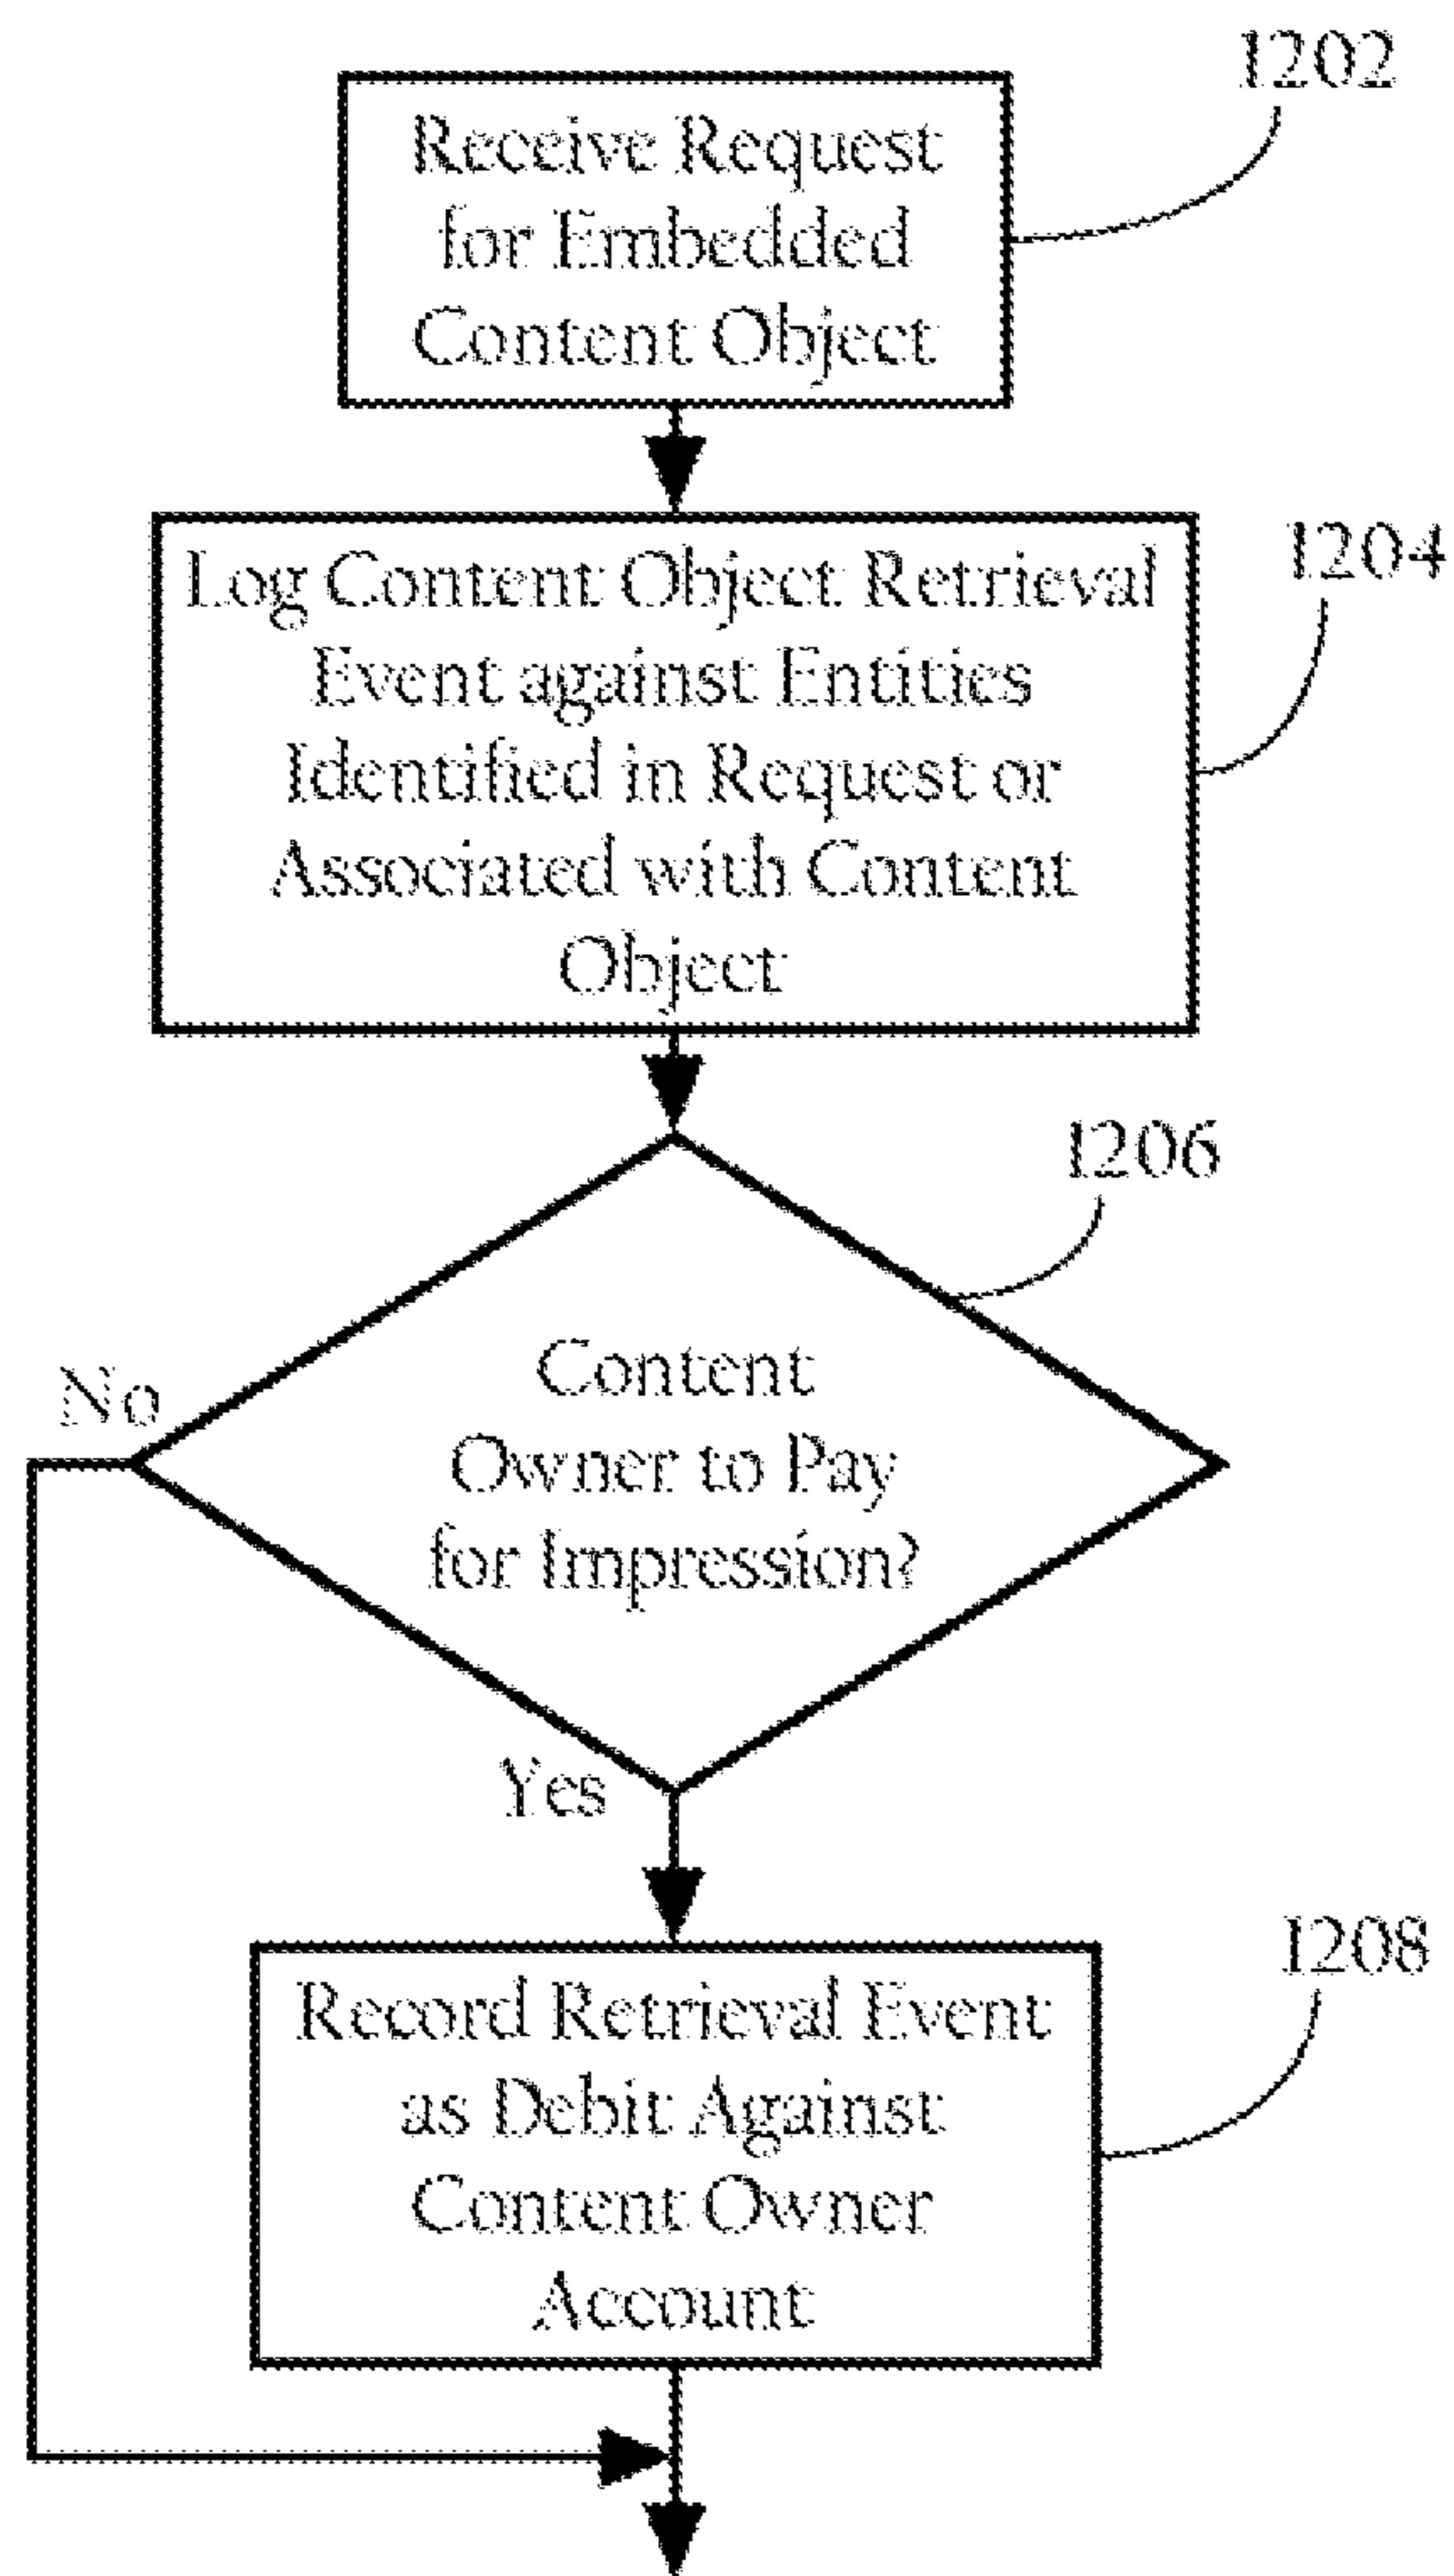 1202
Receive Request
for Embedded
Content Object
1204
Log Content Object Retrieval
Event against Entities
Identified in Request or
Associated with Content
Object
1206
Content
Owner to Pay
for Impression?
No
Yes
1208
Record Retrieval Event
as Debit Against
Content Owner
Account